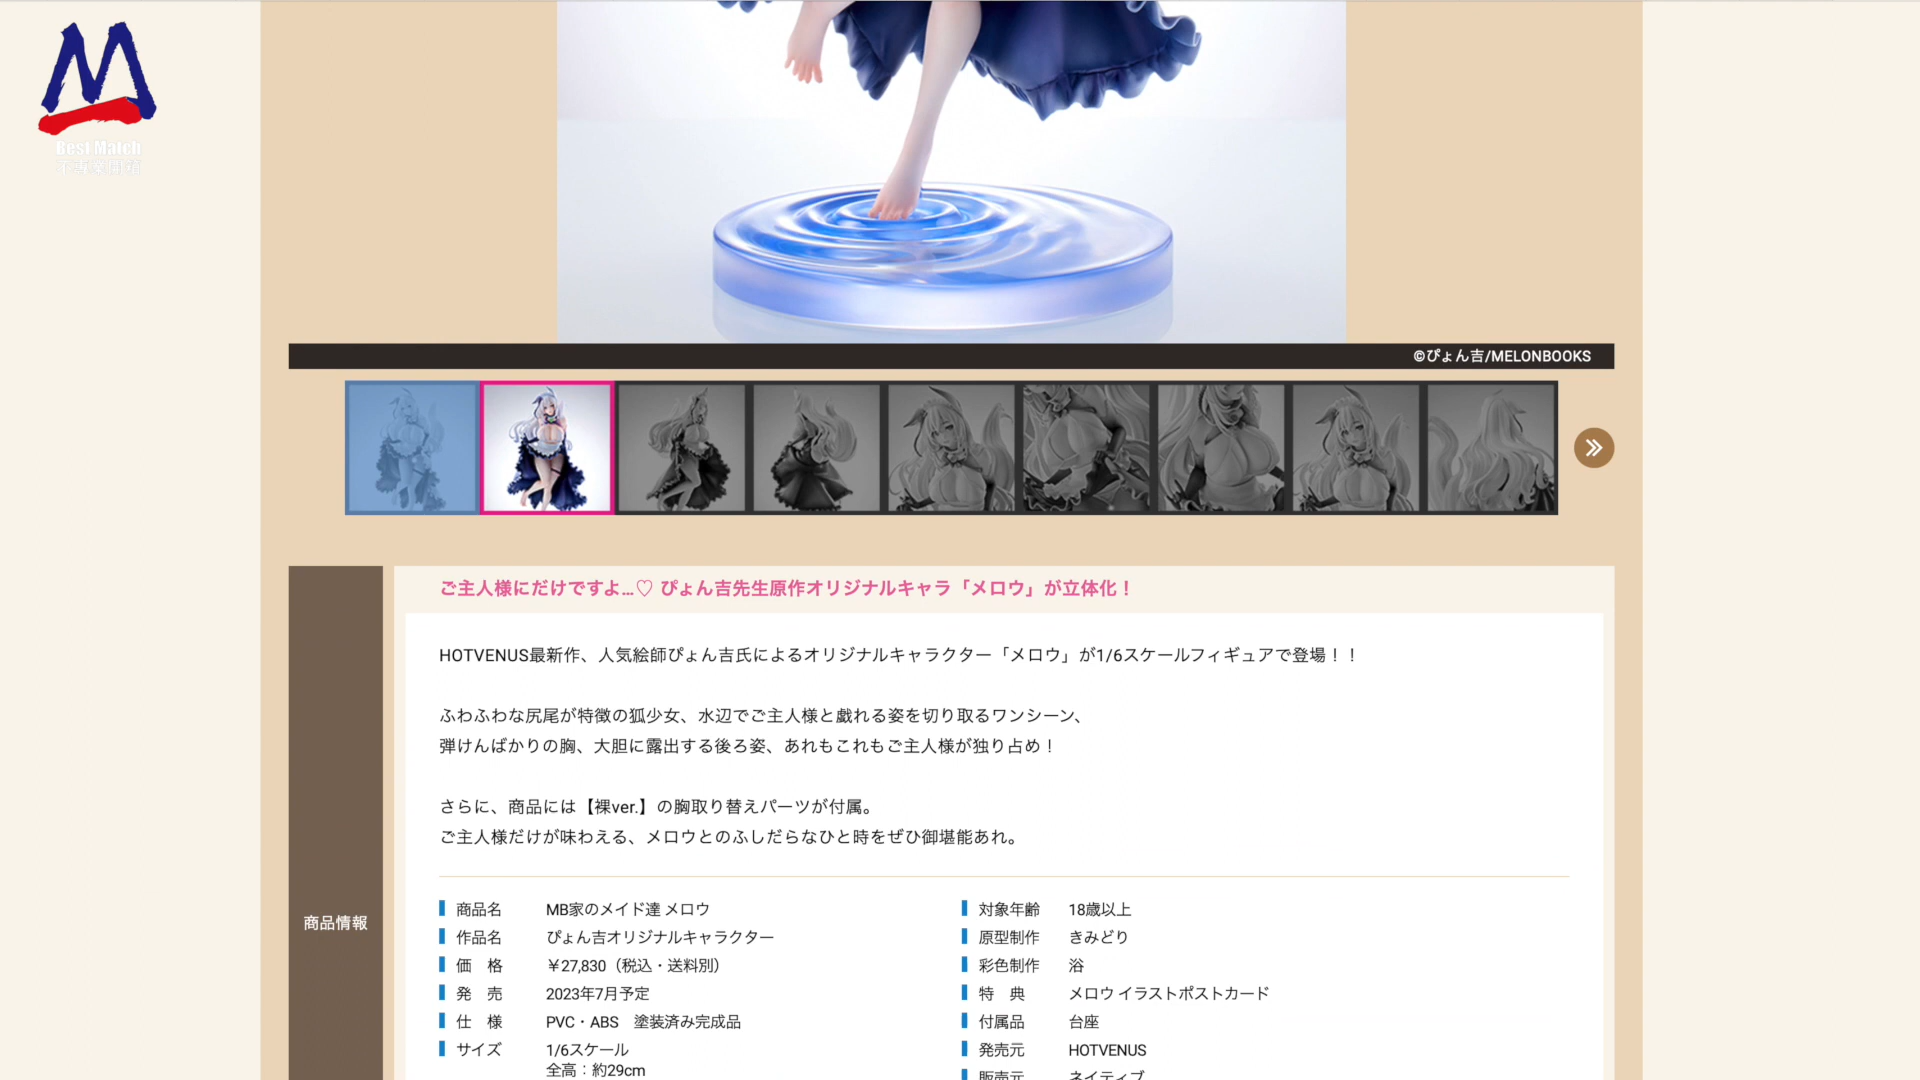 Best Match
不專業開箱
©ぴょん吉/MELONBOOKS
ご主人様にだけですよ…♡ ぴょん吉先生原作オリジナルキャラ「メロウ」が立体化！
HOTVENUS最新作、人気絵師ぴょん吉氏によるオリジナルキャラクター「メロウ」が1/6スケールフィギュアで登場！！
ふわふわな尻尾が特徴の狐少女、水辺でご主人様と戯れる姿を切り取るワンシーン、
弾けんばかりの胸、大胆に露出する後ろ姿、あれもこれもご主人様が独り占め！
さらに、商品には【裸ver.】の胸取り替えパーツが付属。
ご主人様だけが味わえる、メロウとのふしだらなひと時をぜひ御堪能あれ。
商品情報
商品名 MB家のメイド達 メロウ
作品名 ぴょん吉オリジナルキャラクター
価 格 ￥27,830（税込・送料別）
発 売 2023年7月予定
仕 様 PVC・ABS 塗装済み完成品
サイズ 1/6スケール
全高：約29cm
対象年齢 18歳以上
原型制作 きみどり
彩色制作 浴
特 典 メロウ イラストポストカード
付属品 台座
発売元 HOTVENUS
販売元 ネイティブ